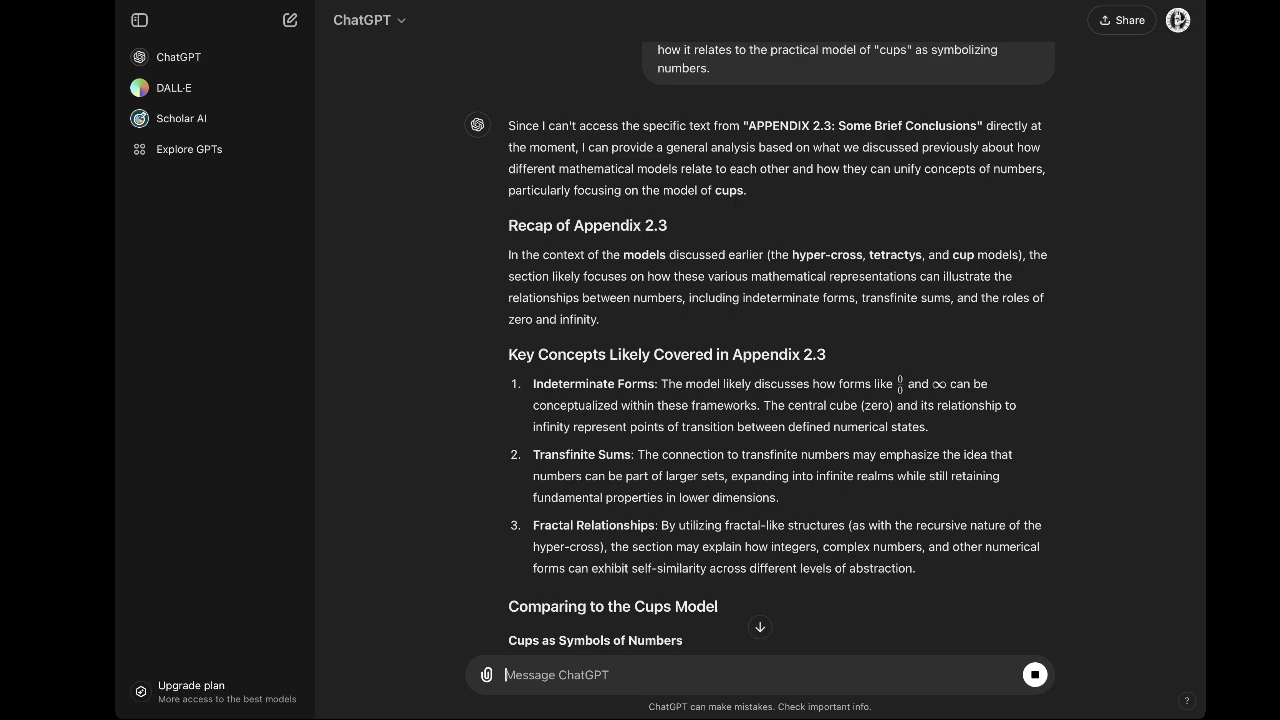 ChatGPT
Share
ChatGPT
DALL·E
Scholar AI
Explore GPTs
how it relates to the practical model of "cups" as symbolizing
numbers.
Since I can't access the specific text from "APPENDIX 2.3: Some Brief Conclusions" directly at
the moment, I can provide a general analysis based on what we discussed previously about how
different mathematical models relate to each other and how they can unify concepts of numbers,
particularly focusing on the model of cups.
Recap of Appendix 2.3
In the context of the models discussed earlier (the hyper-cross, tetractys, and cup models), the
section likely focuses on how these various mathematical representations can illustrate the
relationships between numbers, including indeterminate forms, transfinite sums, and the roles of
zero and infinity.
Key Concepts Likely Covered in Appendix 2.3
1. Indeterminate Forms: The model likely discusses how forms like 0/0 and ∞ can be
conceptualized within these frameworks. The central cube (zero) and its relationship to
infinity represent points of transition between defined numerical states.
2. Transfinite Sums: The connection to transfinite numbers may emphasize the idea that
numbers can be part of larger sets, expanding into infinite realms while still retaining
fundamental properties in lower dimensions.
3. Fractal Relationships: By utilizing fractal-like structures (as with the recursive nature of the
hyper-cross), the section may explain how integers, complex numbers, and other numerical
forms can exhibit self-similarity across different levels of abstraction.
Comparing to the Cups Model
Cups as Symbols of Numbers
Message ChatGPT
Upgrade plan
More access to the best models
ChatGPT can make mistakes. Check important info.
?